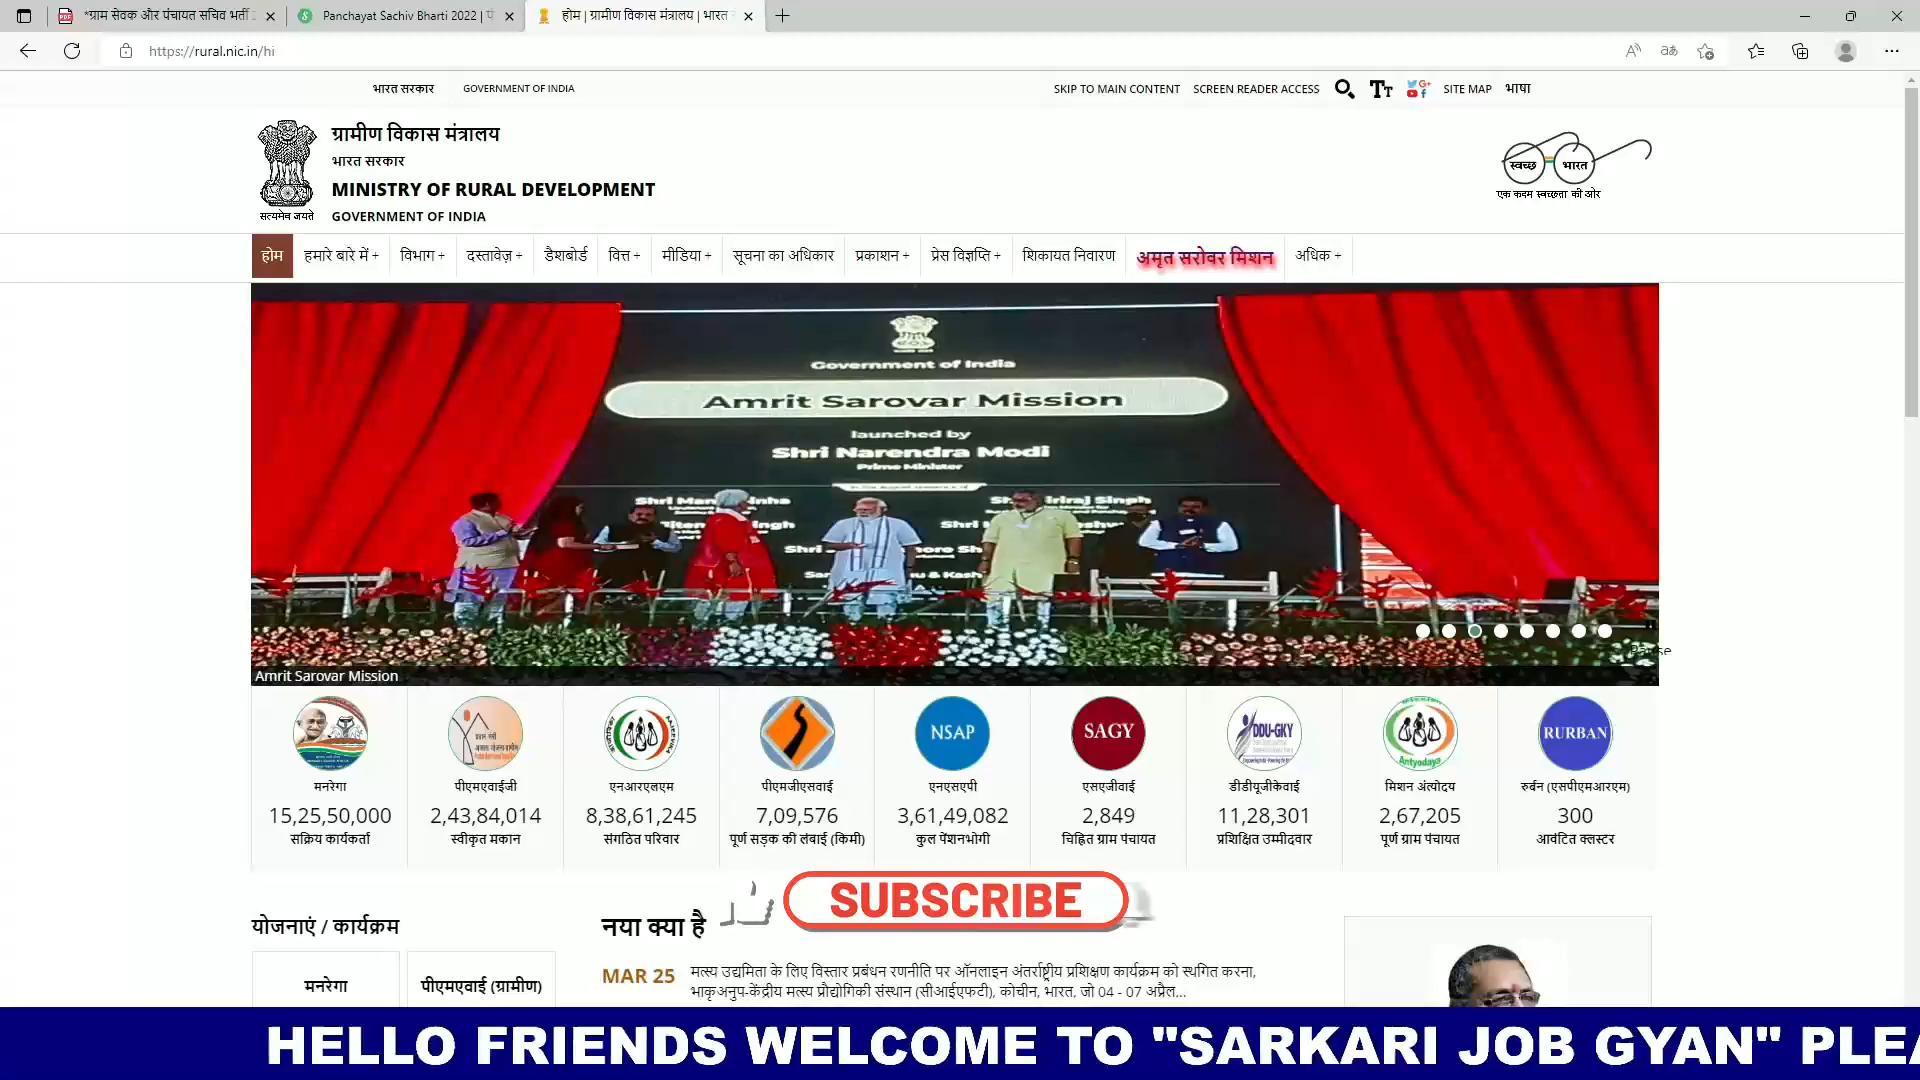 *ग्राम सेवक और पंचायत सचिव भर्ती
Panchayat Sachiv Bharti 2022 |
होम | ग्रामीण विकास मंत्रालय | भारत
https://rural.nic.in/hi
भारत सरकार
GOVERNMENT OF INDIA
SKIP TO MAIN CONTENT
SCREEN READER ACCESS
SITE MAP
भाषा
ग्रामीण विकास मंत्रालय
भारत सरकार
MINISTRY OF RURAL DEVELOPMENT
GOVERNMENT OF INDIA
सत्यमेव जयते
स्वच्छ भारत
एक कदम स्वच्छता की ओर
होम
हमारे बारे में +
विभाग +
दस्तावेज़ +
डैशबोर्ड
वित्त +
मीडिया +
सूचना का अधिकार
प्रकाशन +
प्रेस विज्ञप्ति +
शिकायत निवारण
अमृत सरोवर मिशन
अधिक +
Government of India
Amrit Sarovar Mission
launched by
Shri Narendra Modi
Prime Minister
Amrit Sarovar Mission
Pause
NSAP
SAGY
DDU-GKY
Antyodaya
RURBAN
मनरेगा
पीएमएवाईजी
एनआरएलएम
पीएमजीएसवाई
एनएसएपी
एसएजीवाई
डीडीयूजीकेवाई
मिशन अंत्योदय
रुर्बन (एसपीएमआरएम)
15,25,50,000
2,43,84,014
8,38,61,245
7,09,576
3,61,49,082
2,849
11,28,301
2,67,205
300
सक्रिय कार्यकर्ता
स्वीकृत मकान
संगठित परिवार
पूर्ण सड़क की लंबाई (किमी)
कुल पेंशनभोगी
चिह्नित ग्राम पंचायत
प्रशिक्षित उम्मीदवार
पूर्ण ग्राम पंचायत
आवंटित क्लस्टर
SUBSCRIBE
योजनाएं / कार्यक्रम
नया क्या है
मनरेगा
पीएमएवाई (ग्रामीण)
MAR 25
मत्स्य उद्यमिता के लिए विस्तार प्रबंधन रणनीति पर ऑनलाइन अंतर्राष्ट्रीय प्रशिक्षण कार्यक्रम को स्थगित करना,
भाकृअनुप-केंद्रीय मत्स्य प्रौद्योगिकी संस्थान (सीआईएफटी), कोचीन, भारत, जो 04 - 07 अप्रैल...
HELLO FRIENDS WELCOME TO "SARKARI JOB GYAN" PLEA